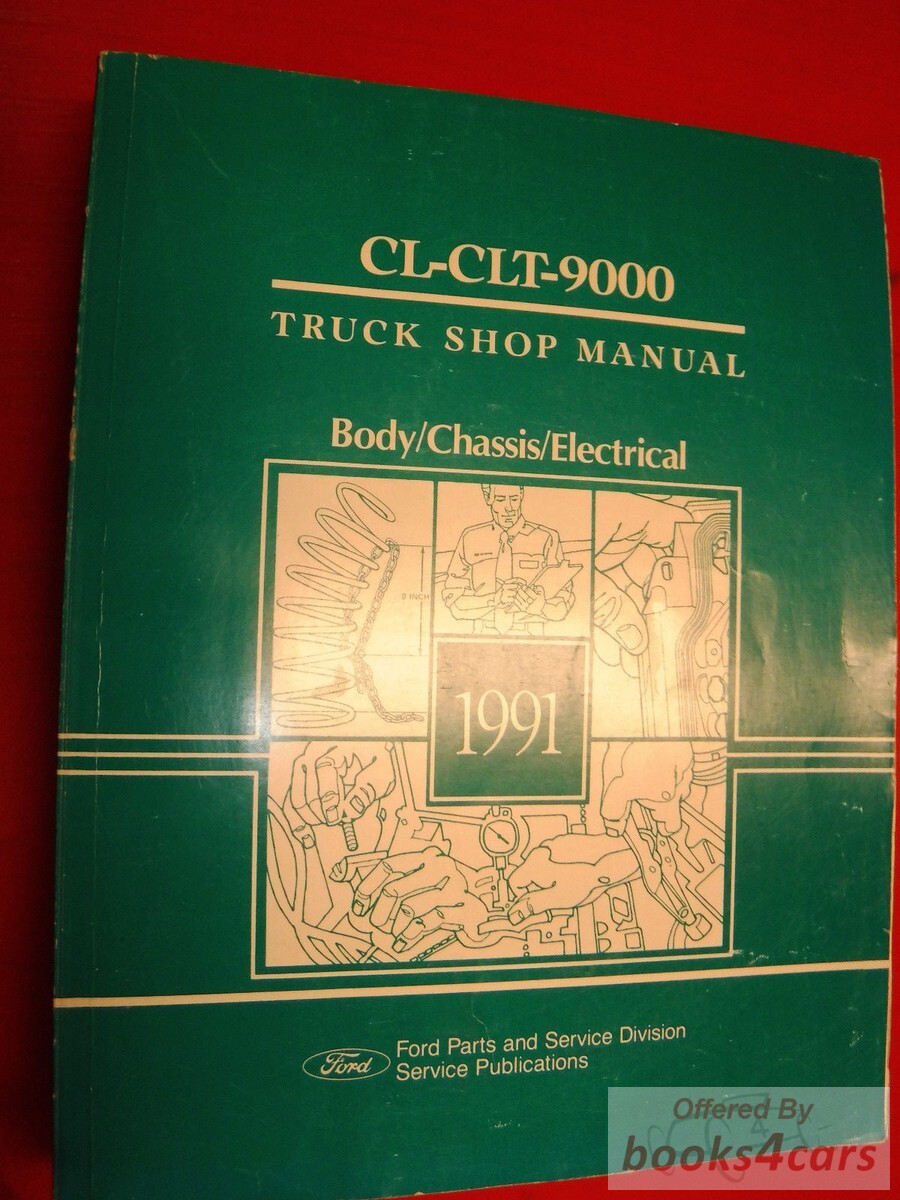 CL-CLT-9000
TRUCK SHOP MANUAL
Body/Chassis/Electrical
9 INCH
1991
Ford
Ford Parts and Service Division
Service Publications
Offered By
books4cars